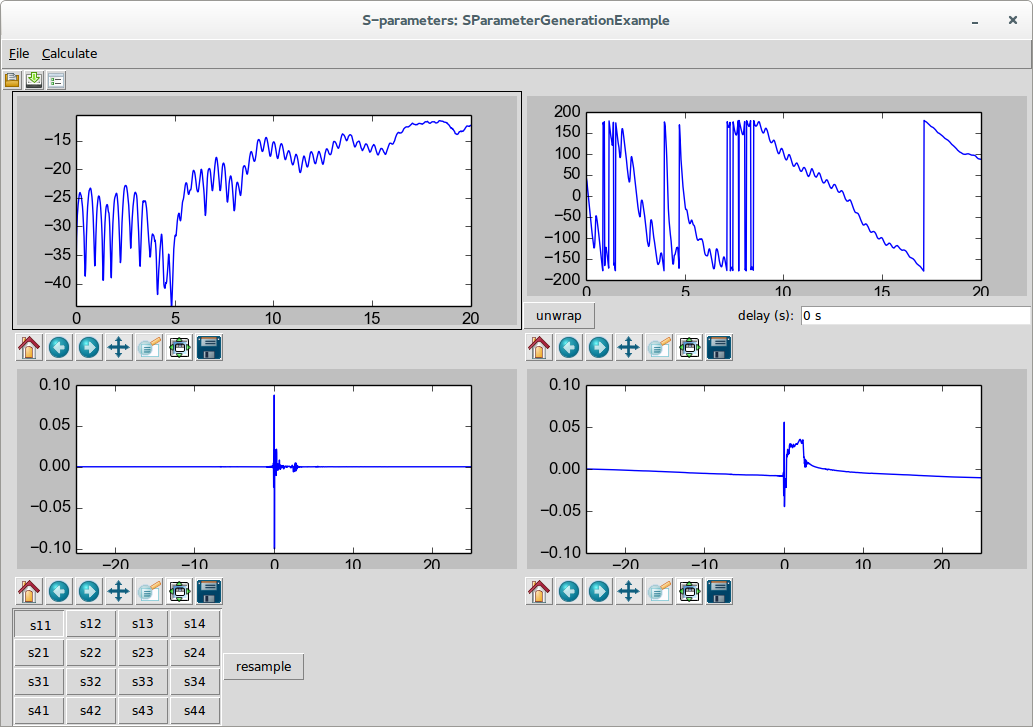 S-parameters: SParameterGenerationExample
File Calculate
−15
−20
−25
−30
−35
−40
0 5 10 15 20
200
150
100
50
0
−50
−100
−150
−200
0 5 10 15 20
unwrap delay (s): 0 s
0.10
0.05
0.00
−0.05
−0.10
−20 −10 0 10 20
0.10
0.05
0.00
−0.05
−0.10
−20 −10 0 10 20
s11 s12 s13 s14
s21 s22 s23 s24
resample
s31 s32 s33 s34
s41 s42 s43 s44